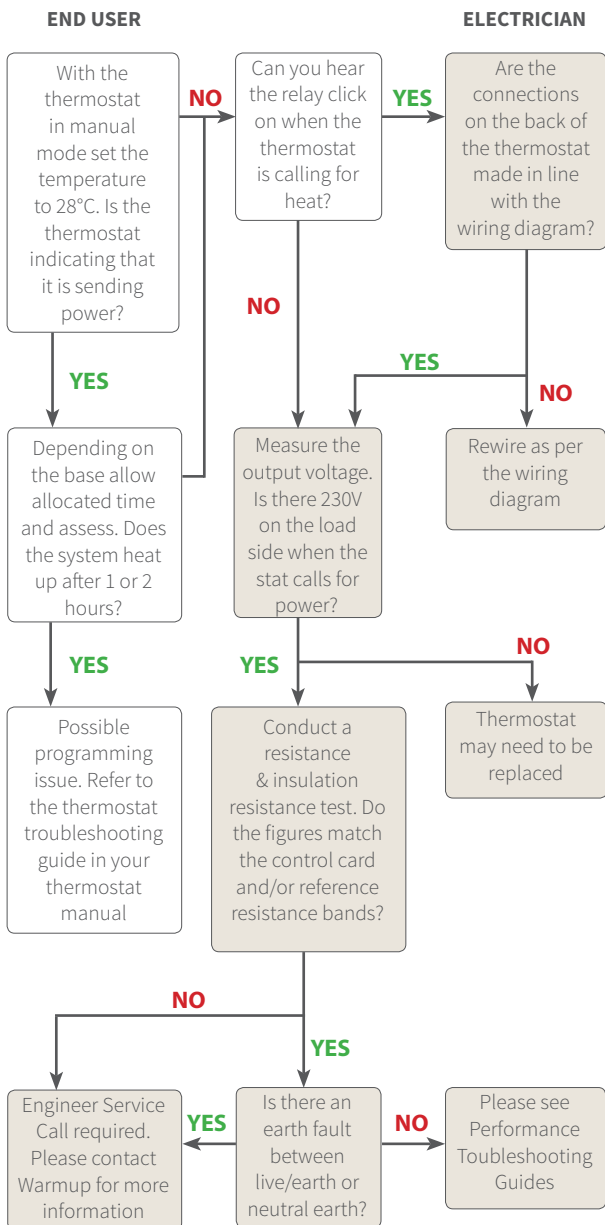 END USER
ELECTRICIAN
With the
thermostat
in manual
mode set the
temperature
to 28°C. Is the
thermostat
indicating that
it is sending
power?
NO
Can you hear
the relay click
on when the
thermostat
is calling for
heat?
YES
Are the
connections
on the back of
the thermostat
made in line
with the
wiring diagram?
YES
NO
YES
NO
Depending on
the base allow
allocated time
and assess. Does
the system heat
up after 1 or 2
hours?
Measure the
output voltage.
Is there 230V
on the load
side when the
stat calls for
power?
Rewire as per
the wiring
diagram
YES
YES
NO
Possible
programming
issue. Refer to
the thermostat
troubleshooting
guide in your
thermostat
manual
Conduct a
resistance
& insulation
resistance test. Do
the figures match
the control card
and/or reference
resistance bands?
Thermostat
may need to be
replaced
NO
YES
Engineer Service
Call required.
Please contact
Warmup for more
information
YES
Is there an
earth fault
between
live/earth or
neutral earth?
NO
Please see
Performance
Toubleshooting
Guides